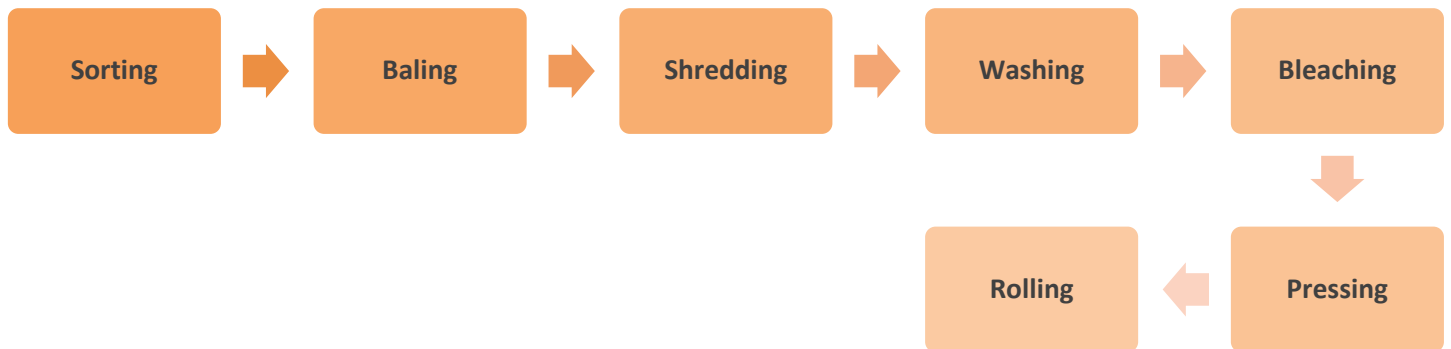 Sorting
Baling
Shredding
Washing
Bleaching
Pressing
Rolling